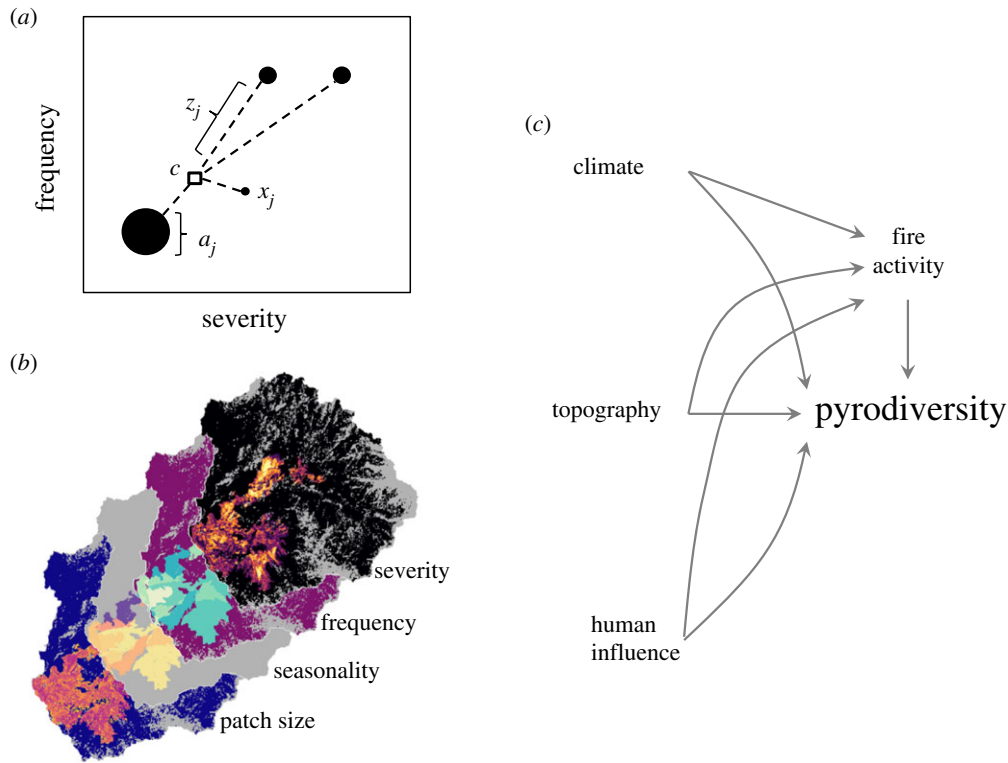 (a)
frequency
z_j
c
x_j
a_j
severity
(b)
severity
frequency
seasonality
patch size
(c)
climate
fire
activity
topography
pyrodiversity
human
influence